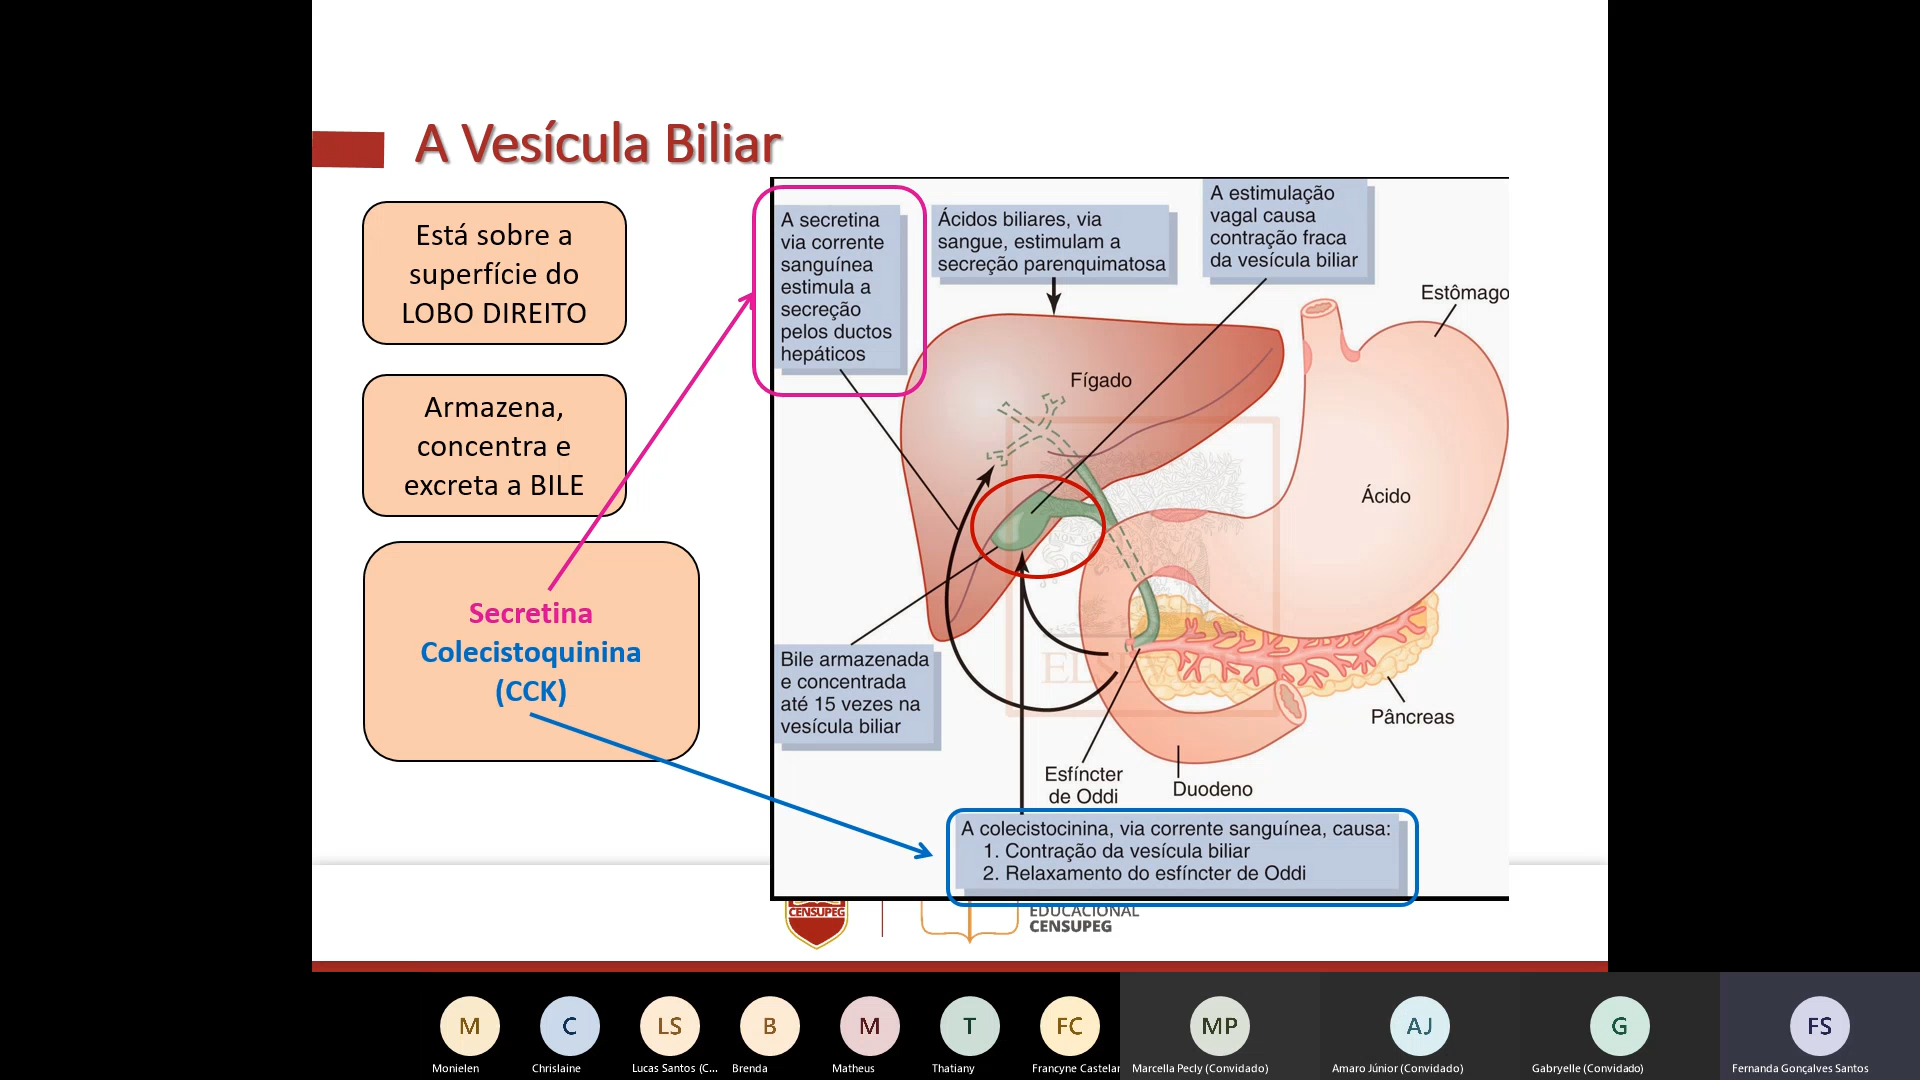 A Vesícula Biliar
Está sobre a
superfície do
LOBO DIREITO
Armazena,
concentra e
excreta a BILE
Secretina
Colecistoquinina
(CCK)
A secretina
via corrente
sanguínea
estimula a
secreção
pelos ductos
hepáticos
Ácidos biliares, via
sangue, estimulam a
secreção parenquimatosa
A estimulação
vagal causa
contração fraca
da vesícula biliar
Estômago
Fígado
Ácido
Bile armazenada
e concentrada
até 15 vezes na
vesícula biliar
Pâncreas
Esfíncter
de Oddi
Duodeno
A colecistocinina, via corrente sanguínea, causa:
1. Contração da vesícula biliar
2. Relaxamento do esfíncter de Oddi
CENSUPEG
EDUCACIONAL
CENSUPEG
M
C
LS
B
M
T
FC
MP
AJ
G
FS
Monielen
Chrislaine
Lucas Santos (C...
Brenda
Matheus
Thatiany
Francyne Castelar
Marcella Pecly (Convidado)
Amaro Júnior (Convidado)
Gabryelle (Convidado)
Fernanda Gonçalves Santos